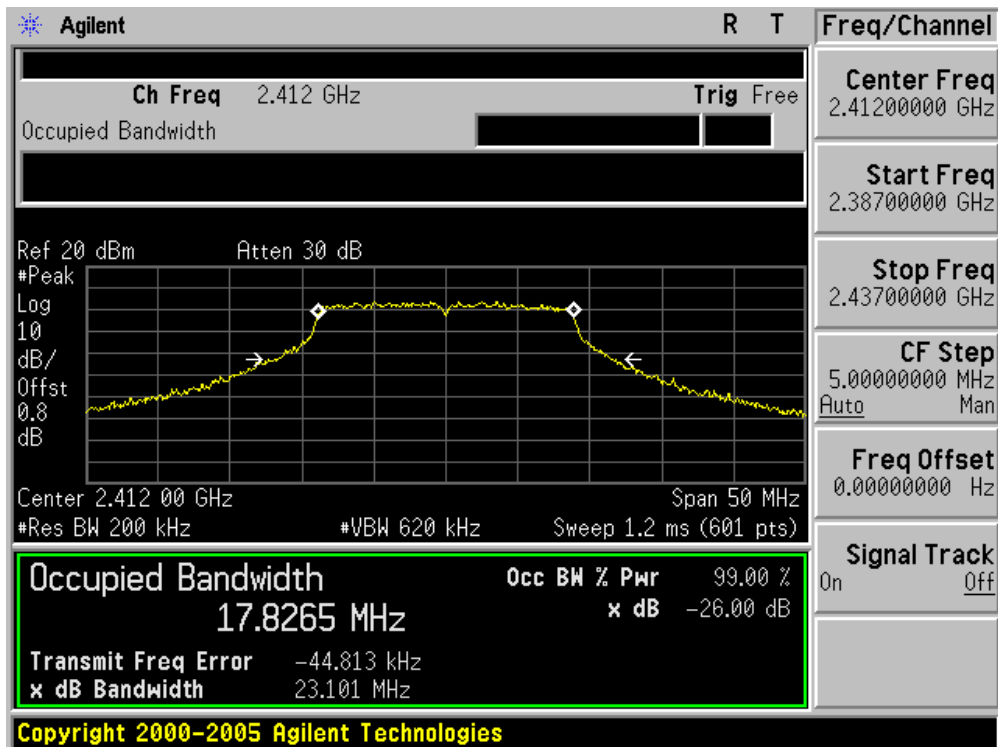 Agilent R T Freq/Channel
Ch Freq 2.412 GHz Trig Free
Occupied Bandwidth
Center Freq
2.41200000 GHz
Start Freq
2.38700000 GHz
Stop Freq
2.43700000 GHz
CF Step
5.00000000 MHz
Auto Man
Freq Offset
0.00000000 Hz
Signal Track
On Off
Ref 20 dBm Atten 30 dB
#Peak
Log
10
dB/
Offst
0.8
dB
Center 2.412 00 GHz Span 50 MHz
#Res BW 200 kHz #VBW 620 kHz Sweep 1.2 ms (601 pts)
Occupied Bandwidth
17.8265 MHz
Occ BW % Pwr 99.00 %
x dB -26.00 dB
Transmit Freq Error -44.813 kHz
x dB Bandwidth 23.101 MHz
Copyright 2000-2005 Agilent Technologies